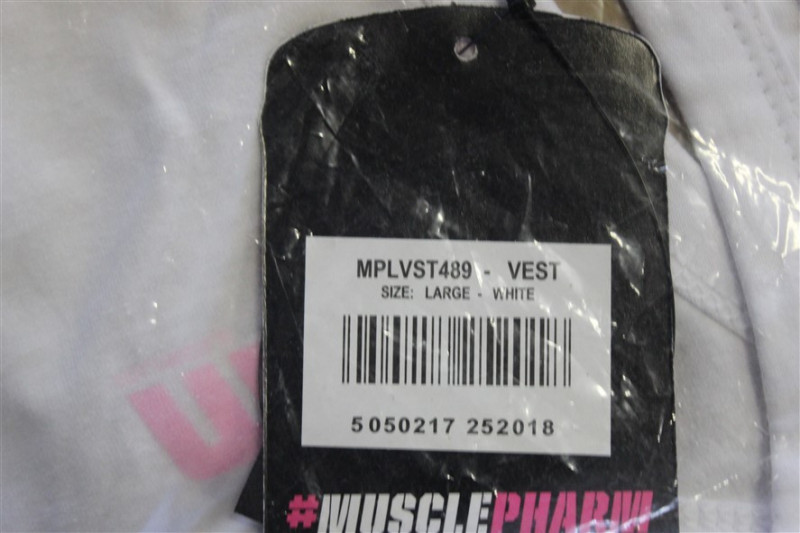 MPLVST489 - VEST
SIZE: LARGE - WHITE
5050217 252018
#MUSCLEPHARM